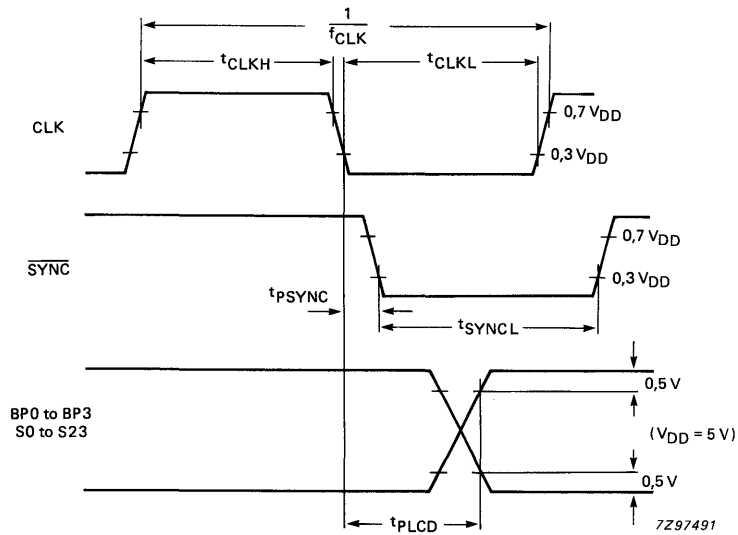 1
fCLK
tCLKH
tCLKL
CLK
0,7 VDD
0,3 VDD
SYNC
0,7 VDD
0,3 VDD
tPSYNC
tSYNCL
BP0 to BP3
S0 to S23
0,5 V
(VDD = 5 V)
0,5 V
tPLCD
7Z97491